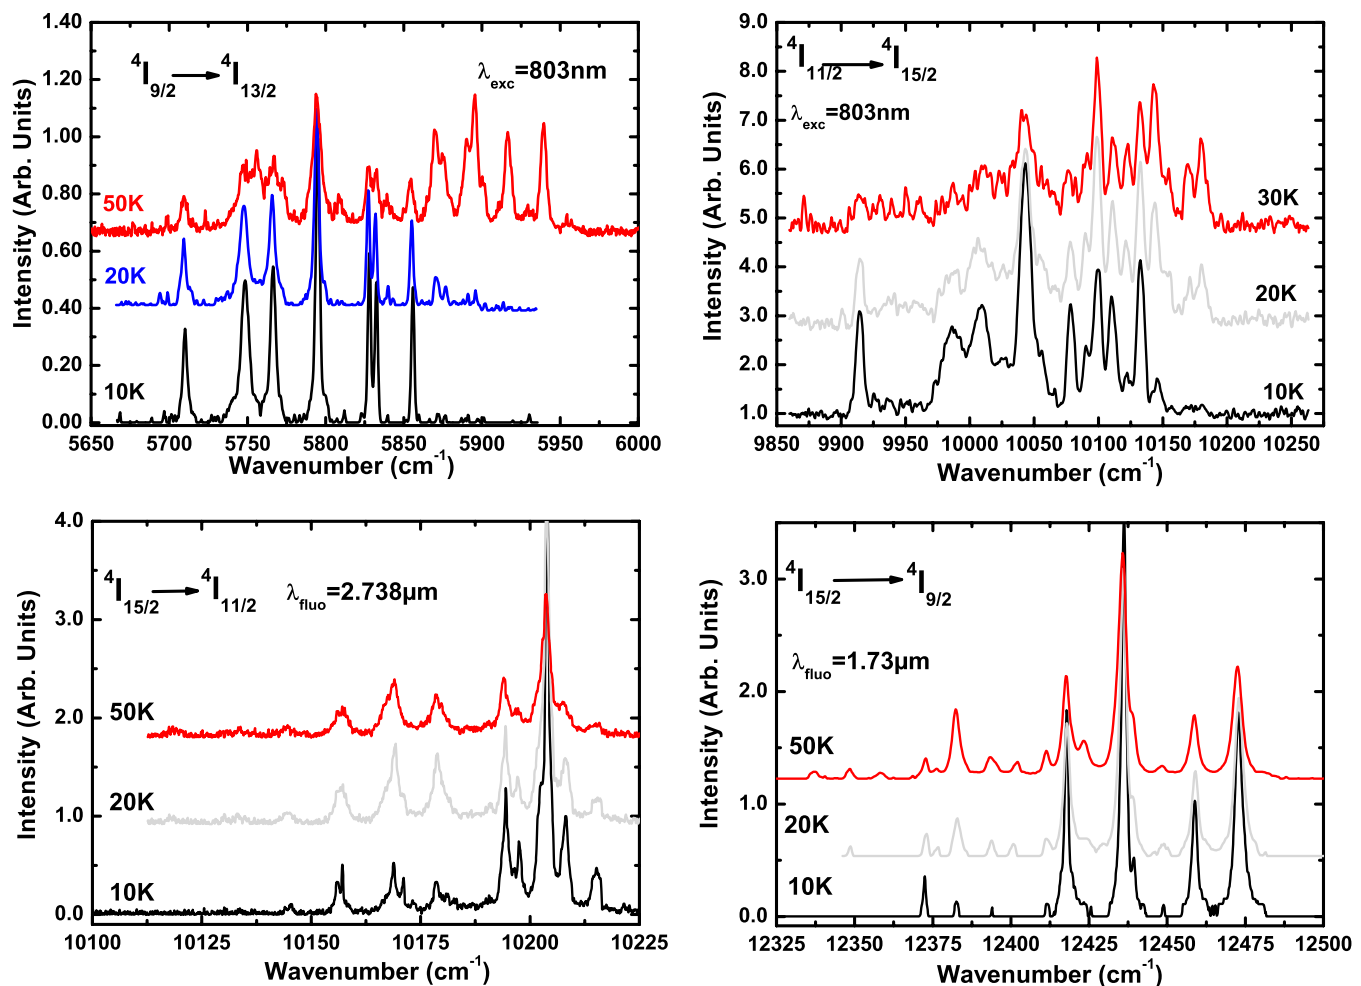 1.40
1.20
1.00
0.80
0.60
0.40
0.20
0.00
Intensity (Arb. Units)
4I9/2 → 4I13/2
λexc=803nm
50K
20K
10K
5650 5700 5750 5800 5850 5900 5950 6000
Wavenumber (cm-1)
9.0
8.0
7.0
6.0
5.0
4.0
3.0
2.0
1.0
Intensity (Arb. Units)
4I11/2 → 4I15/2
λexc=803nm
30K
20K
10K
9850 9900 9950 10000 10050 10100 10150 10200 10250
Wavenumber (cm-1)
4.0
3.0
2.0
1.0
0.0
Intensity (Arb. Units)
4I15/2 → 4I11/2
λfluo=2.738μm
50K
20K
10K
10100 10125 10150 10175 10200 10225
Wavenumber (cm-1)
3.0
2.0
1.0
0.0
Intensity (Arb. Units)
4I15/2 → 4I9/2
λfluo=1.73μm
50K
20K
10K
12325 12350 12375 12400 12425 12450 12475 12500
Wavenumber (cm-1)